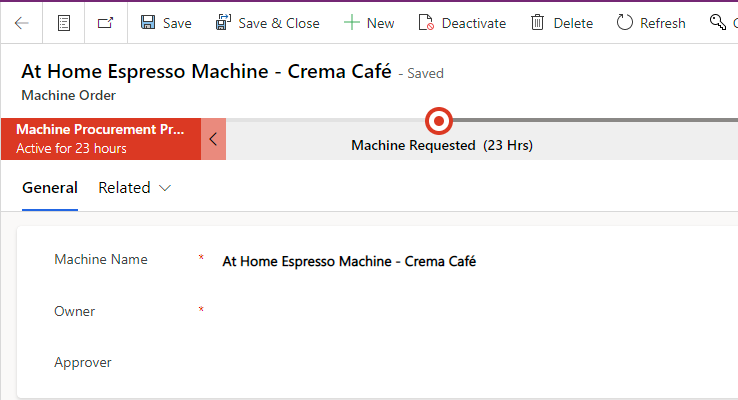 Save Save & Close New Deactivate Delete Refresh
At Home Espresso Machine - Crema Café - Saved
Machine Order
Machine Procurement Pr...
Active for 23 hours
Machine Requested (23 Hrs)
General Related
Machine Name * At Home Espresso Machine - Crema Café
Owner *
Approver